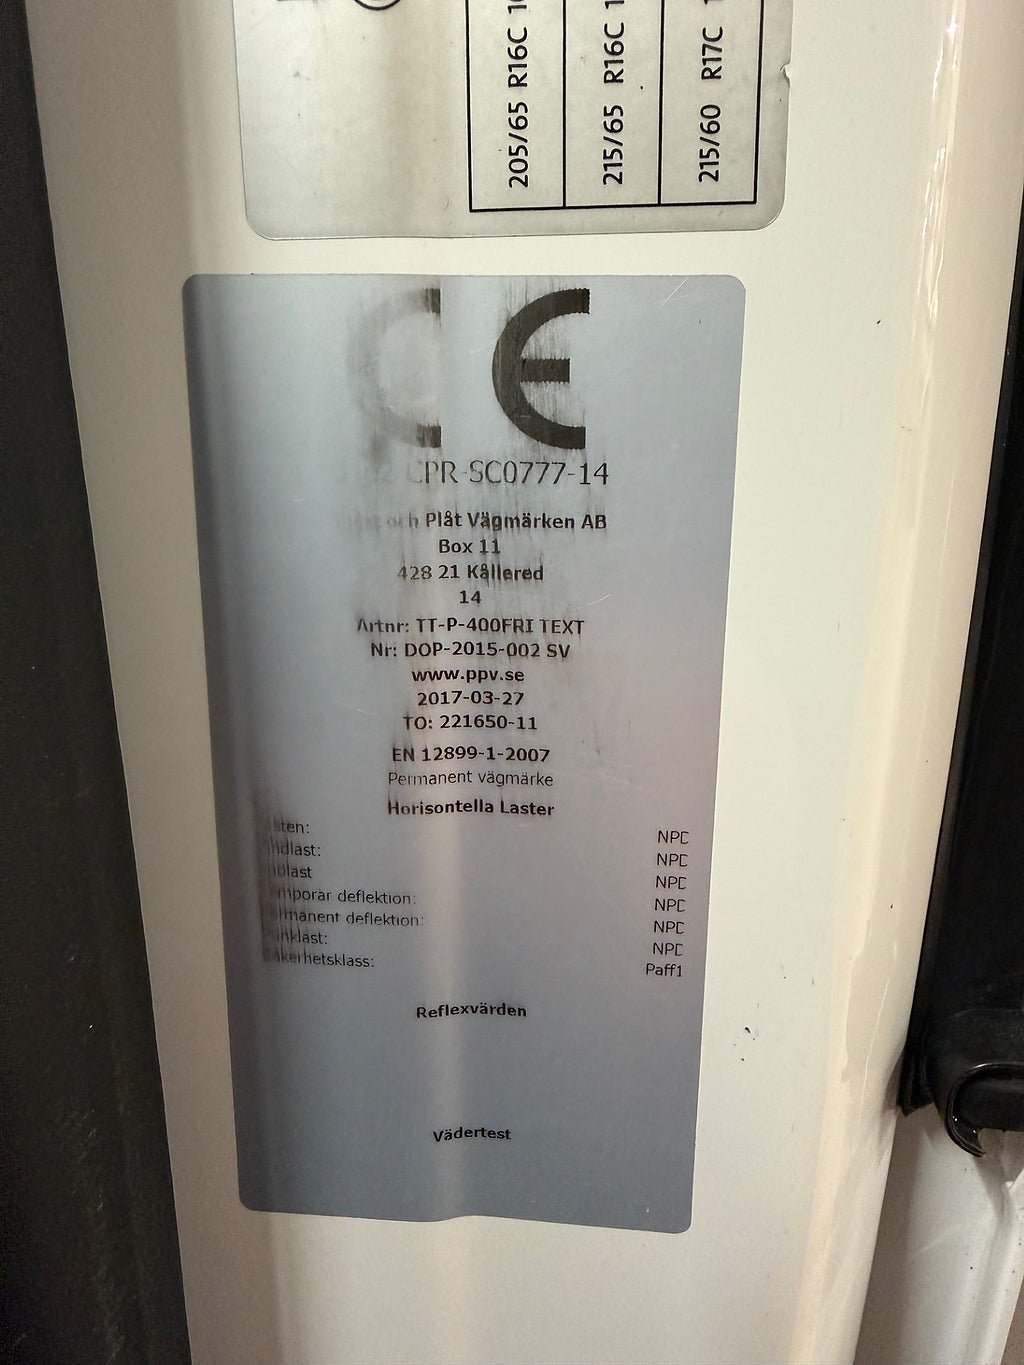 205/65 R16C
215/65 R16C
215/60 R17C
CE
CPR-SC0777-14
och Plåt Vägmärken AB
Box 11
428 21 Kållered
14
Artnr: TT-P-400FRI TEXT
Nr: DOP-2015-002 SV
www.ppv.se
2017-03-27
TO: 221650-11
EN 12899-1-2007
Permanent vägmärke
Horisontella Laster
NPD
NPD
NPD
NPD
deflektion:
NPD
deflektion:
NPD
Paff1
Reflexvärden
Vädertest